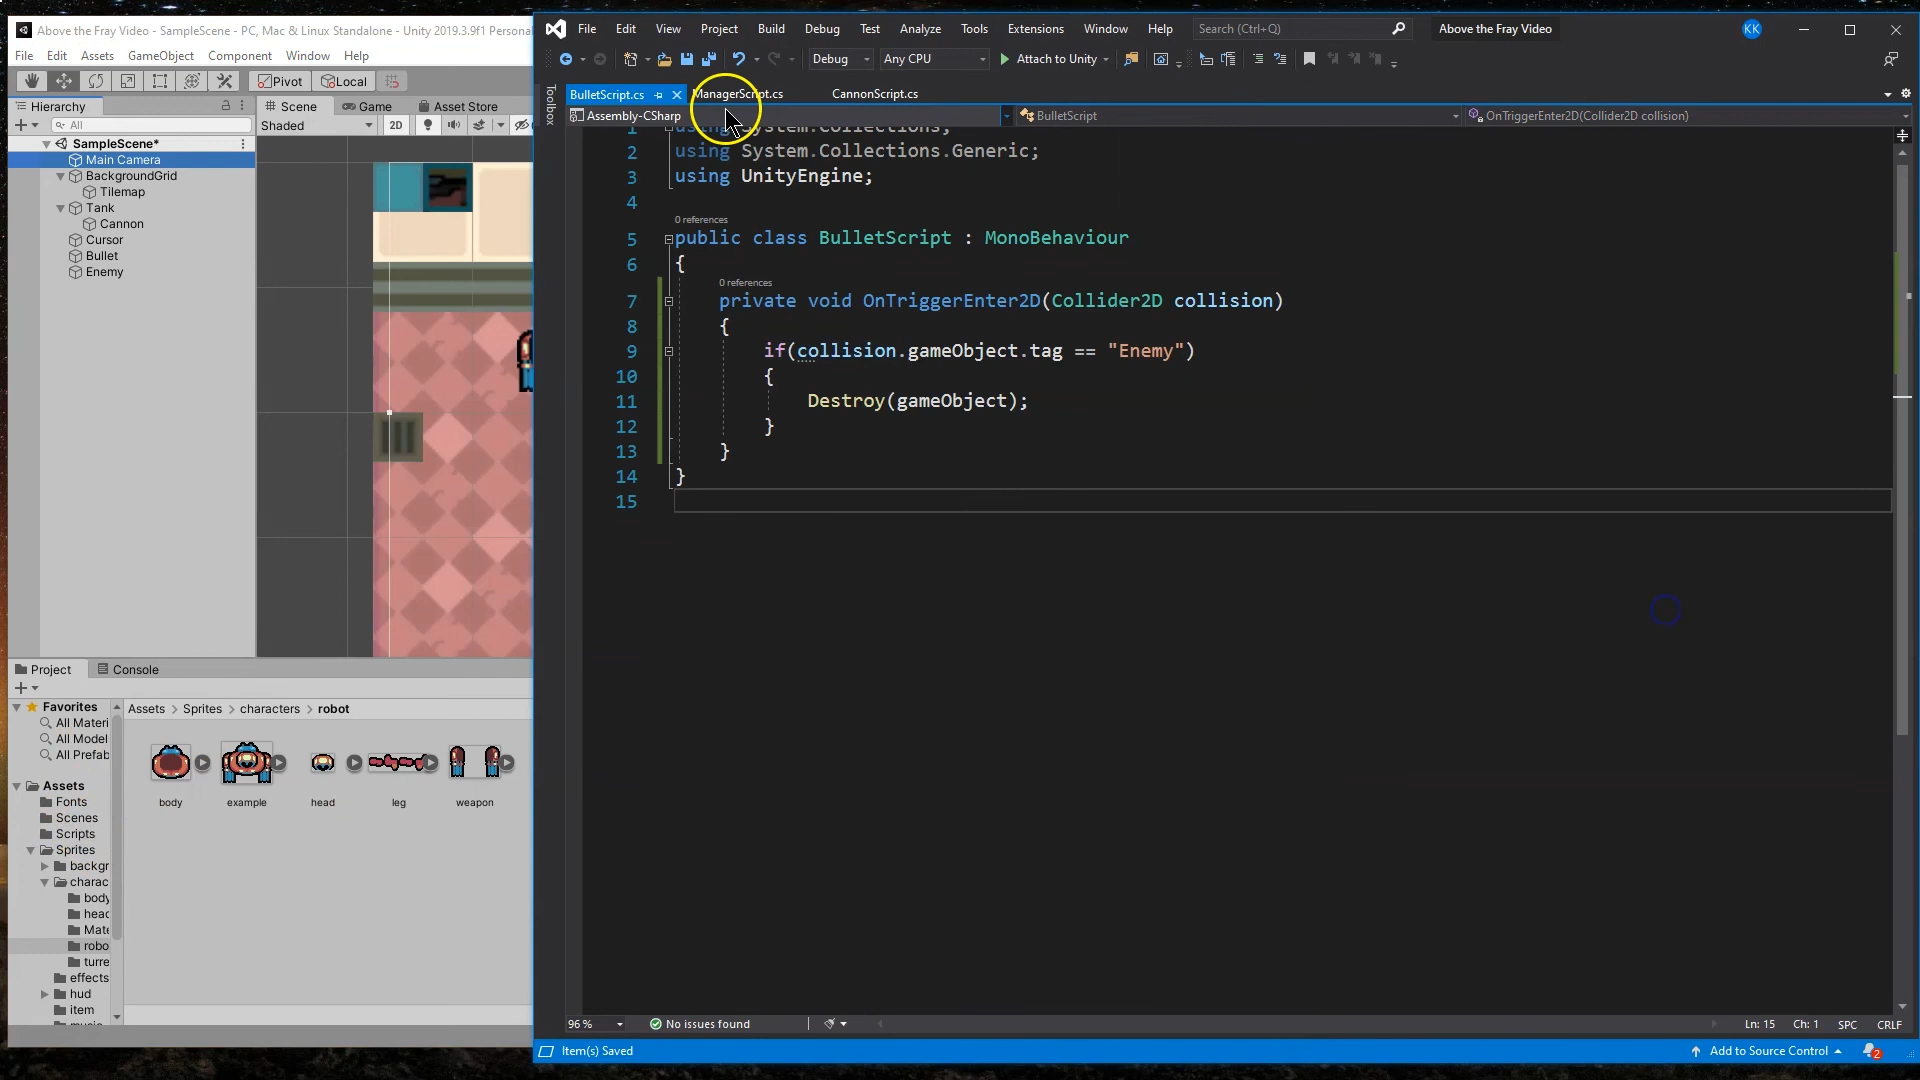 Above the Fray Video - SampleScene - PC, Mac & Linux Standalone - Unity 2019.3.9f1 Personal
File Edit Assets GameObject Component Window Help
Pivot Local
Hierarchy
All
SampleScene*
Main Camera
BackgroundGrid
Tilemap
Tank
Cannon
Cursor
Bullet
Enemy
Scene Game Asset Store
Shaded 2D
Project Console
Favorites
All Materi
All Model
All Prefab
Assets
Fonts
Scenes
Scripts
Sprites
backgr
charac
body
head
Mate
robo
turre
effects
hud
item
Assets > Sprites > characters > robot
body example head leg weapon
File Edit View Project Build Debug Test Analyze Tools Extensions Window Help Search (Ctrl+Q) Above the Fray Video KK
Debug Any CPU Attach to Unity
Toolbox
BulletScript.cs ManagerScript.cs CannonScript.cs
Assembly-CSharp BulletScript OnTriggerEnter2D(Collider2D collision)
1 using System.Collections;
2 using System.Collections.Generic;
3 using UnityEngine;
4
0 references
5 public class BulletScript : MonoBehaviour
6 {
0 references
7 private void OnTriggerEnter2D(Collider2D collision)
8 {
9 if(collision.gameObject.tag == "Enemy")
10 {
11 Destroy(gameObject);
12 }
13 }
14 }
15
96 % No issues found Ln: 15 Ch: 1 SPC CRLF
Item(s) Saved Add to Source Control 2